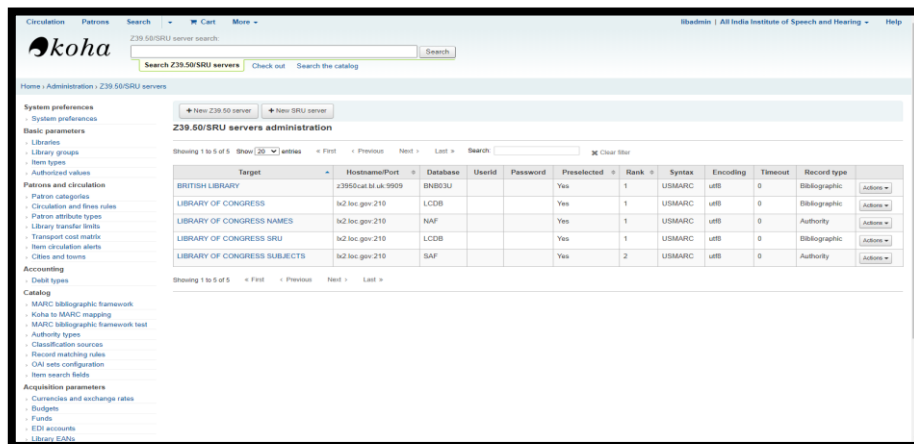 Circulation Patrons Search Cart More libadmin | All India Institute of Speech and Hearing Help
koha
Z39.50/SRU server search:
Search
Search Z39.50/SRU servers Check out Search the catalog
Home › Administration › Z39.50/SRU servers
System preferences
System preferences
Basic parameters
Libraries
Library groups
Item types
Authorized values
Patrons and circulation
Patron categories
Circulation and fines rules
Patron attribute types
Library transfer limits
Transport cost matrix
Item circulation alerts
Cities and towns
Accounting
Debit types
Catalog
MARC bibliographic framework
Koha to MARC mapping
MARC bibliographic framework test
Authority types
Classification sources
Record matching rules
OAI sets configuration
Item search fields
Acquisition parameters
Currencies and exchange rates
Budgets
Funds
EDI accounts
Library EANs
+ New Z39.50 server + New SRU server
Z39.50/SRU servers administration
Showing 1 to 5 of 5 Show 20 entries « First ‹ Previous Next › Last » Search: Clear filter
Target Hostname/Port Database Userid Password Preselected Rank Syntax Encoding Timeout Record type
BRITISH LIBRARY z3950cat.bl.uk:9909 BNB03U Yes 1 USMARC utf8 0 Bibliographic Actions
LIBRARY OF CONGRESS lx2.loc.gov:210 LCDB Yes 1 USMARC utf8 0 Bibliographic Actions
LIBRARY OF CONGRESS NAMES lx2.loc.gov:210 NAF Yes 1 USMARC utf8 0 Authority Actions
LIBRARY OF CONGRESS SRU lx2.loc.gov:210 LCDB Yes 1 USMARC utf8 0 Bibliographic Actions
LIBRARY OF CONGRESS SUBJECTS lx2.loc.gov:210 SAF Yes 2 USMARC utf8 0 Authority Actions
Showing 1 to 5 of 5 « First ‹ Previous Next › Last »